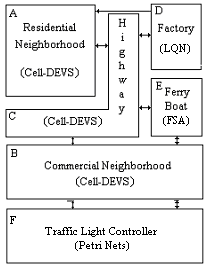 A
Residential
Neighborhood
(Cell-DEVS)
Highway
D
Factory
(LQN)
C
(Cell-DEVS)
E
Ferry
Boat
(FSA)
B
Commercial Neighborhood
(Cell-DEVS)
F
Traffic Light Controller
(Petri Nets)